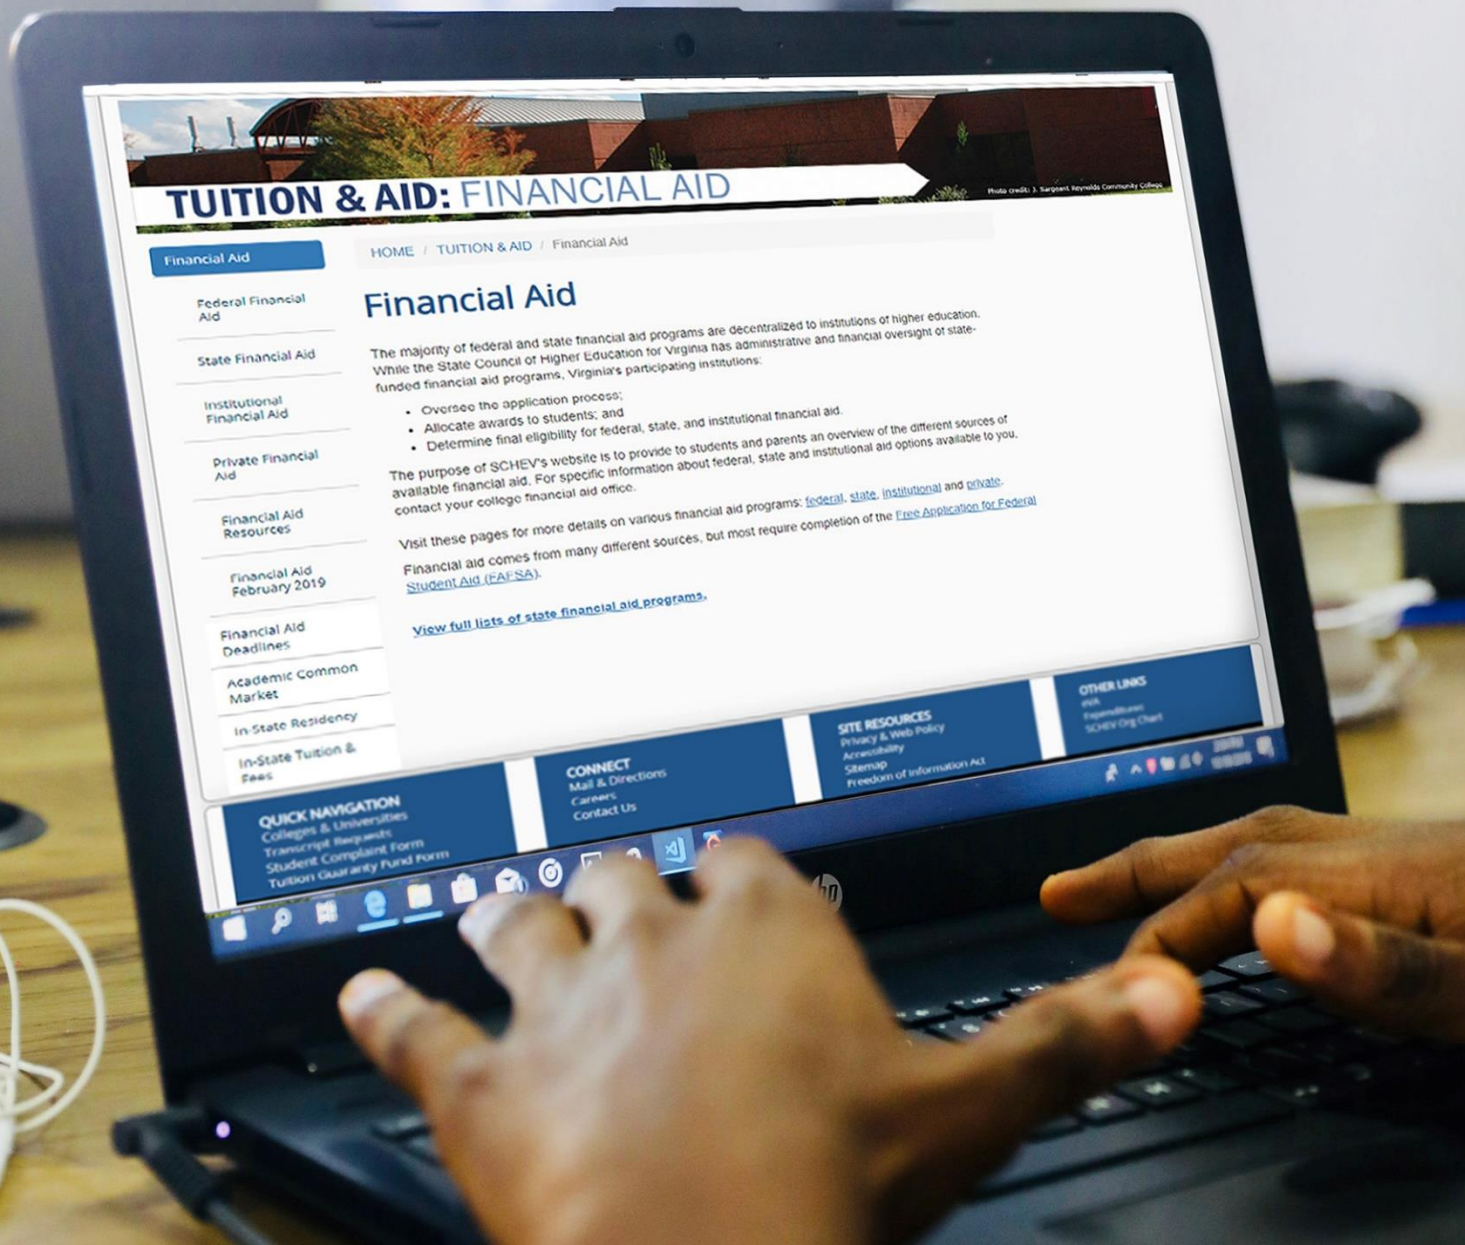 TUITION & AID: FINANCIAL AID
Photo credit: J. Sargeant Reynolds Community College
Financial Aid
Federal Financial
Aid
State Financial Aid
Institutional
Financial Aid
Private Financial
Aid
Financial Aid
Resources
Financial Aid
February 2019
Financial Aid
Deadlines
Academic Common
Market
In-State Residency
In-State Tuition &
Fees
HOME / TUITION & AID / Financial Aid
Financial Aid
The majority of federal and state financial aid programs are decentralized to institutions of higher education.
While the State Council of Higher Education for Virginia has administrative and financial oversight of state-
funded financial aid programs, Virginia's participating institutions:
• Oversee the application process;
• Allocate awards to students; and
• Determine final eligibility for federal, state, and institutional financial aid.
The purpose of SCHEV's website is to provide to students and parents an overview of the different sources of
available financial aid. For specific information about federal, state and institutional aid options available to you,
contact your college financial aid office.
Visit these pages for more details on various financial aid programs: federal, state, institutional and private.
Financial aid comes from many different sources, but most require completion of the Free Application for Federal
Student Aid (FAFSA).
View full lists of state financial aid programs.
QUICK NAVIGATION
Colleges & Universities
Transcript Requests
Student Complaint Form
Tuition Guaranty Fund Form
CONNECT
Mail & Directions
Careers
Contact Us
SITE RESOURCES
Privacy & Web Policy
Accessibility
Sitemap
Freedom of Information Act
OTHER LINKS
eVA
Expenditures
SCHEV Org Chart
hp